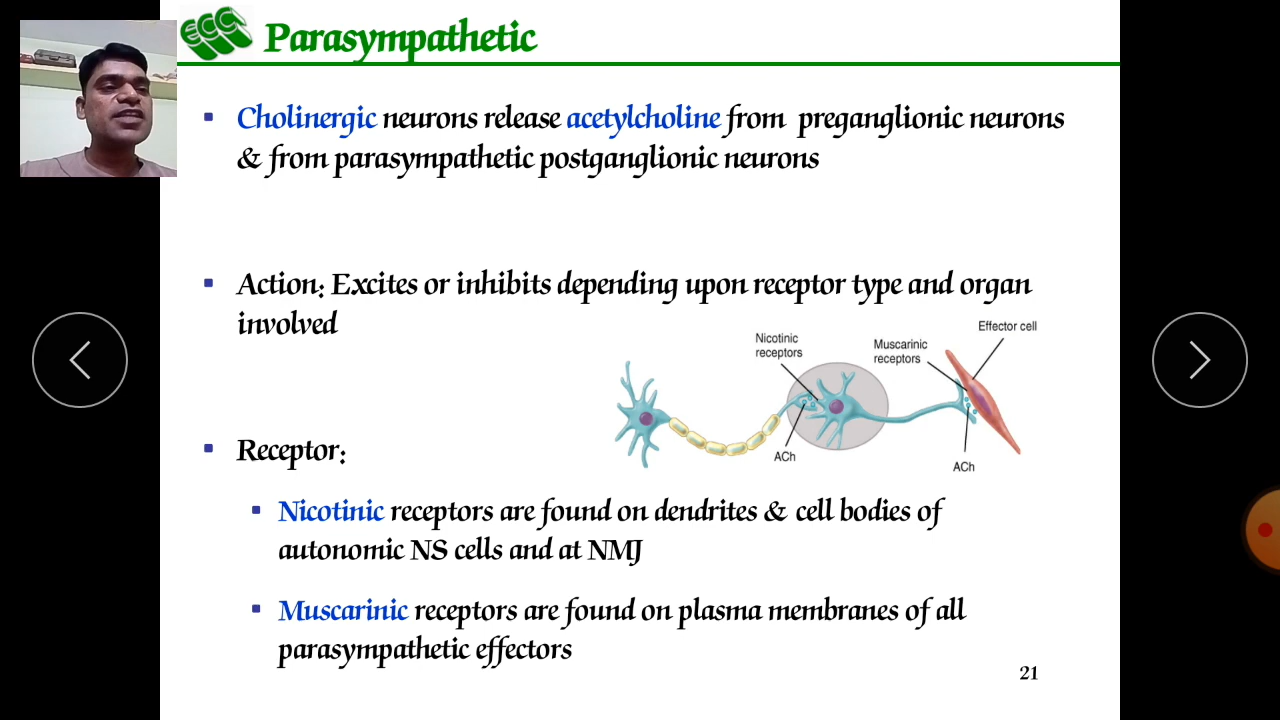 ECC
Parasympathetic
▪ Cholinergic neurons release acetylcholine from preganglionic neurons
& from parasympathetic postganglionic neurons
▪ Action: Excites or inhibits depending upon receptor type and organ
involved
Nicotinic
receptors
Muscarinic
receptors
Effector cell
ACh
ACh
▪ Receptor:
▪ Nicotinic receptors are found on dendrites & cell bodies of
autonomic NS cells and at NMJ
▪ Muscarinic receptors are found on plasma membranes of all
parasympathetic effectors
21